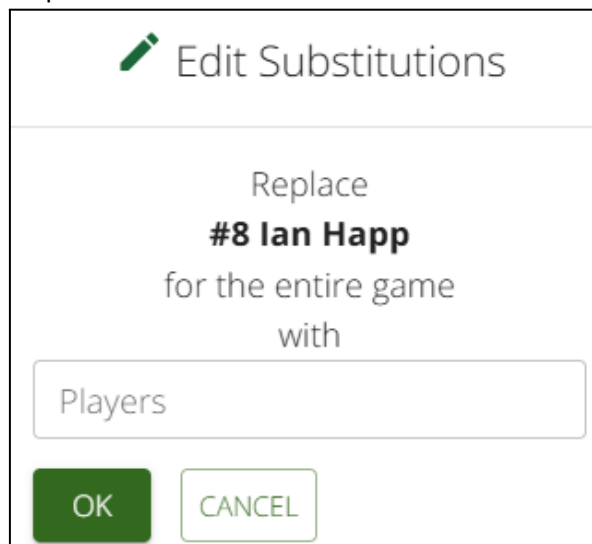 Edit Substitutions
Replace
#8 Ian Happ
for the entire game
with
Players
OK
CANCEL